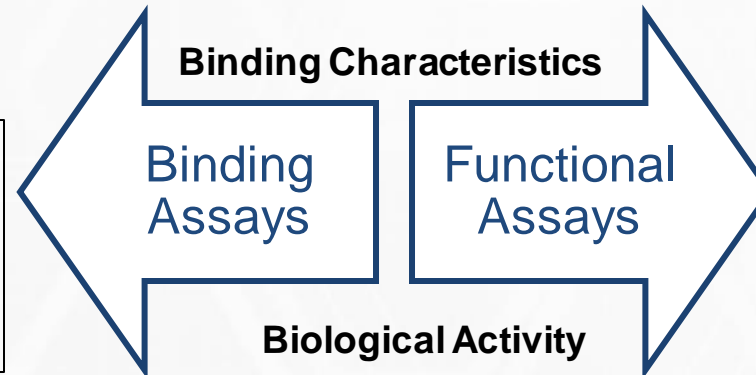 Binding Characteristics
Binding
Assays
Functional
Assays
Biological Activity